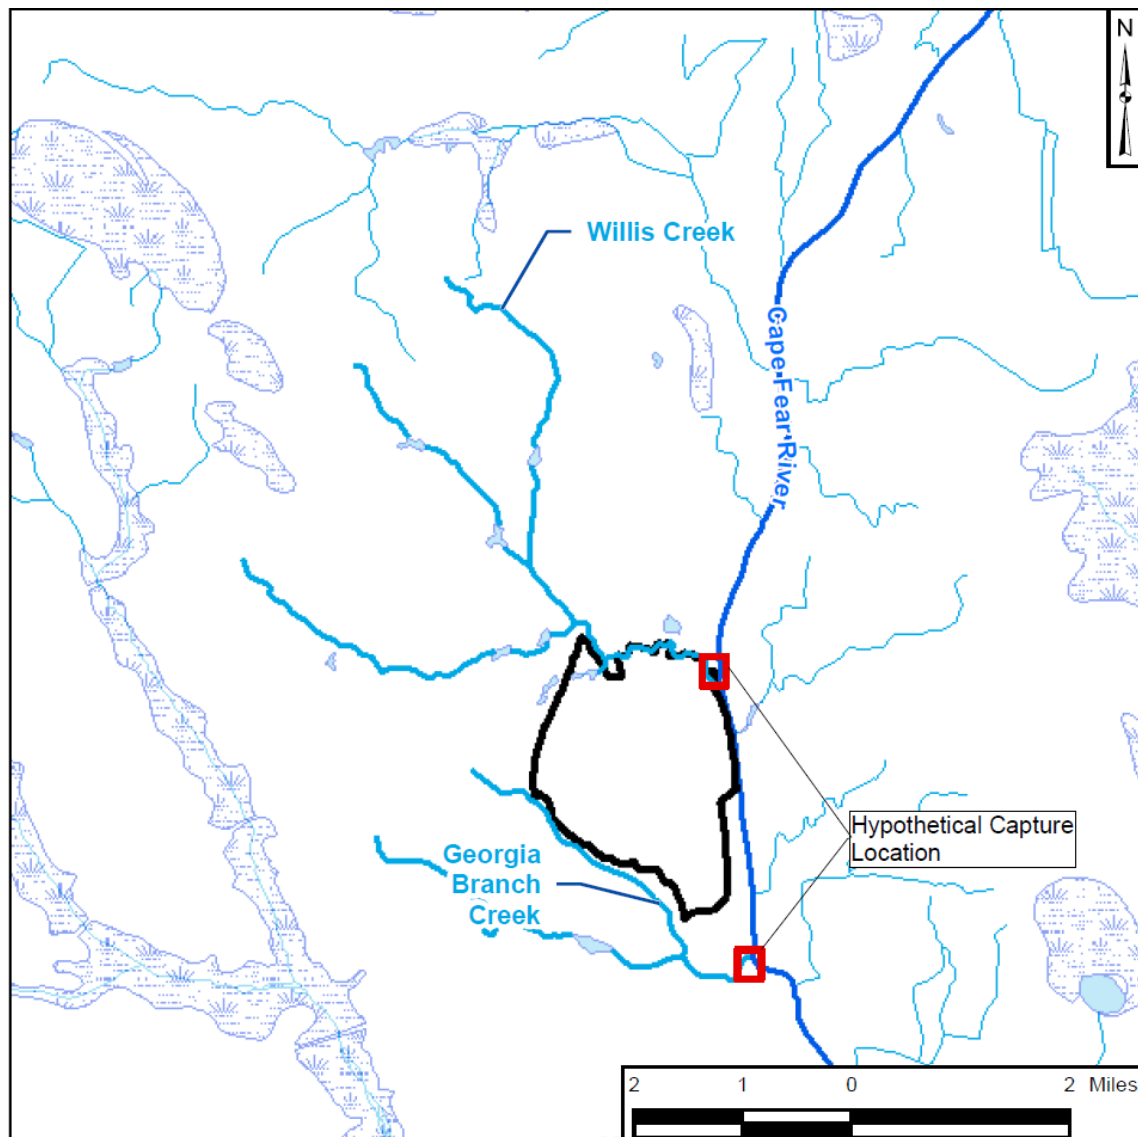 N
Willis Creek
Cape Fear River
Hypothetical Capture
Location
Georgia
Branch
Creek
2 1 0 2 Miles